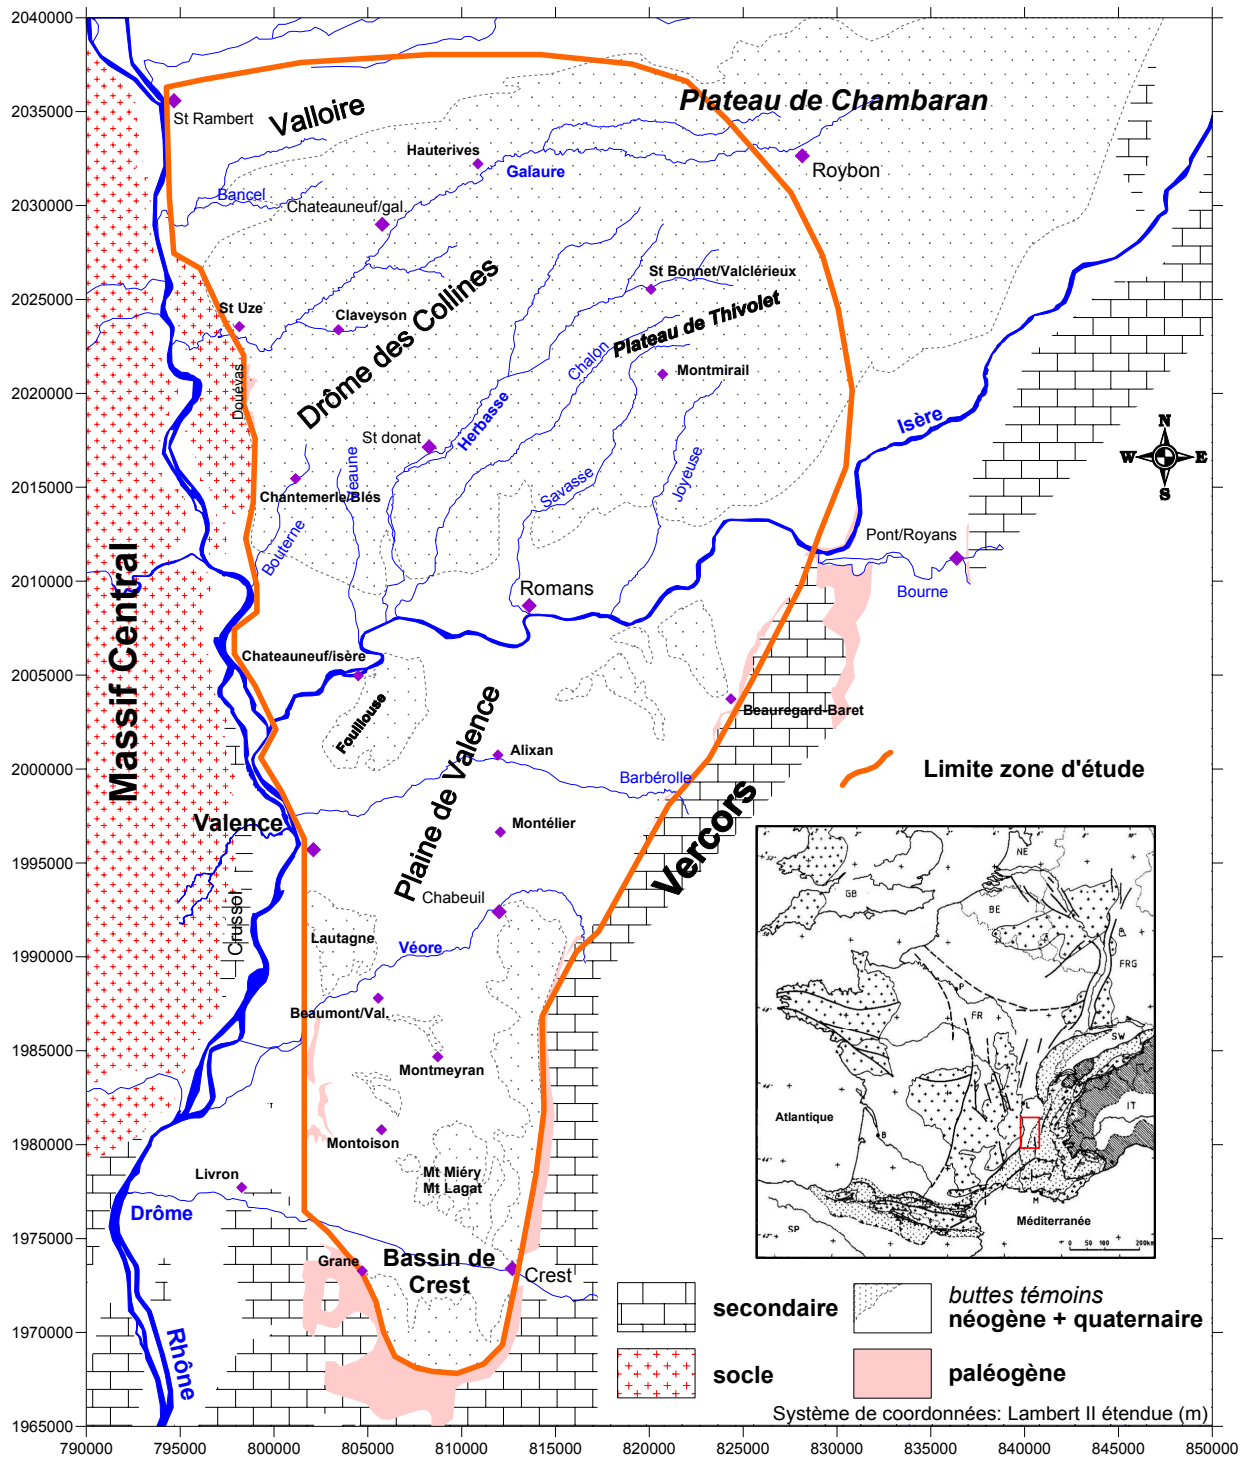 2040000
2035000
2030000
2025000
2020000
2015000
2010000
2005000
2000000
1995000
1990000
1985000
1980000
1975000
1970000
1965000
790000 795000 800000 805000 810000 815000 820000 825000 830000 835000 840000 845000 850000
St Rambert
Valloire
Plateau de Chambaran
Hauterives
Galaure
Roybon
Bancel
Chateauneuf/gal.
St Bonnet/Valclérieux
St Uze
Claveyson
Drôme des Collines
Plateau de Thivolet
Chalon
Montmirail
Douévas
Herbasse
Isère
St donat
N
W E
S
Chantemerle/Blés
Beaune
Savasse
Joyeuse
Bouterne
Pont/Royans
Bourne
Massif Central
Romans
Chateauneuf/isère
Fouillouse
Beauregard-Baret
Plaine de Valence
Alixan
Barbérolle
Limite zone d'étude
Valence
Montélier
Vercors
Crussol
Chabeuil
Lautagne
Véore
Beaumont/Val.
Montmeyran
Montoison
Livron
Mt Miéry
Mt Lagat
Drôme
Grane
Bassin de
Crest
Crest
Rhône
NE
GB
BE
FRG
P
FR
SW
L
IT
Atlantique
B
M
SP
Méditerranée
0 50 100 200km
secondaire
buttes témoins
néogène + quaternaire
socle
paléogène
Système de coordonnées: Lambert II étendue (m)